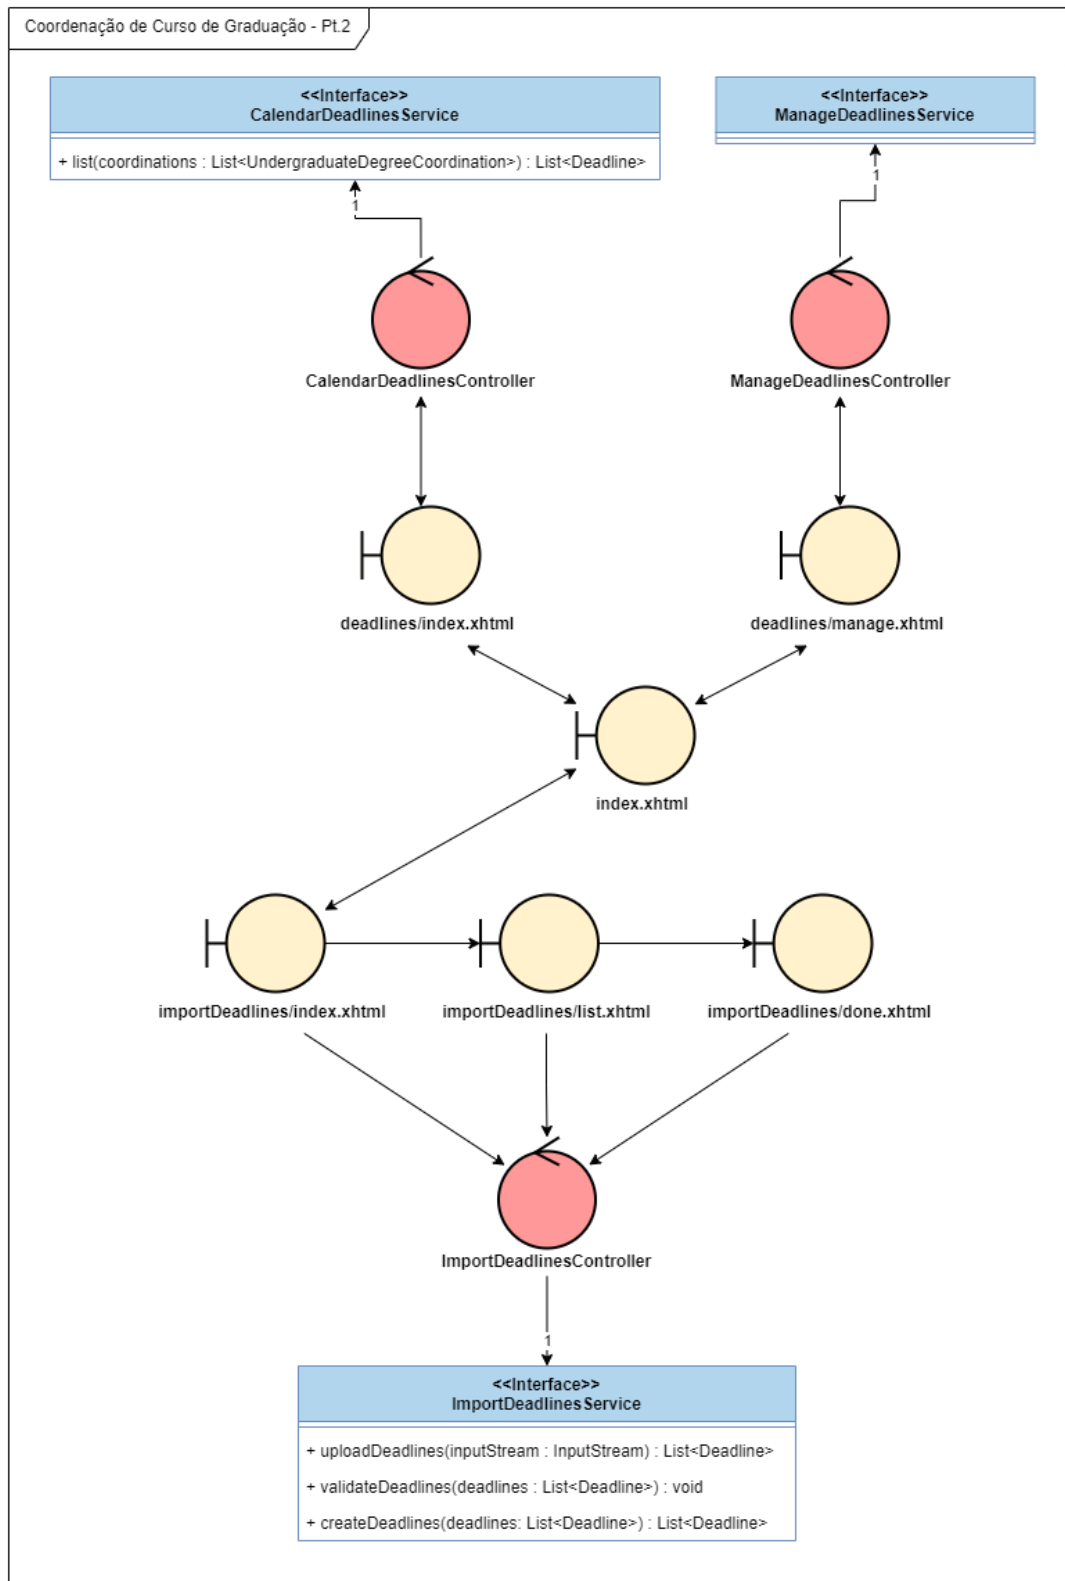 Coordenação de Curso de Graduação - Pt.2
<<Interface>>
CalendarDeadlinesService
+ list(coordinations : List<UndergraduateDegreeCoordination>) : List<Deadline>
<<Interface>>
ManageDeadlinesService
1
1
CalendarDeadlinesController
ManageDeadlinesController
deadlines/index.xhtml
deadlines/manage.xhtml
index.xhtml
importDeadlines/index.xhtml
importDeadlines/list.xhtml
importDeadlines/done.xhtml
ImportDeadlinesController
1
<<Interface>>
ImportDeadlinesService
+ uploadDeadlines(inputStream : InputStream) : List<Deadline>
+ validateDeadlines(deadlines : List<Deadline>) : void
+ createDeadlines(deadlines: List<Deadline>) : List<Deadline>